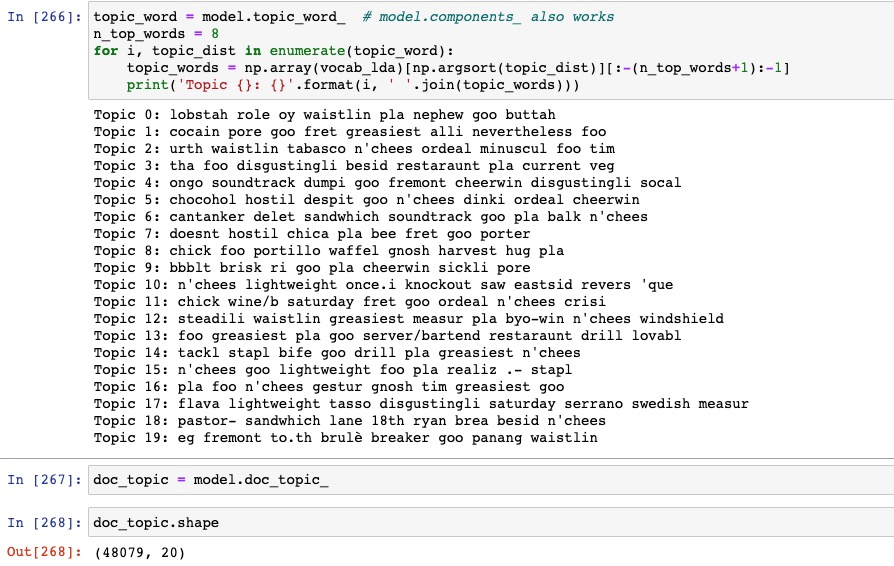 In [266]: topic_word = model.topic_word_  # model.components_ also works
n_top_words = 8
for i, topic_dist in enumerate(topic_word):
    topic_words = np.array(vocab_lda)[np.argsort(topic_dist)][:-(n_top_words+1):-1]
    print('Topic {}: {}'.format(i, ' '.join(topic_words)))
Topic 0: lobstah role oy waistlin pla nephew goo buttah
Topic 1: cocain pore goo fret greasiest alli nevertheless foo
Topic 2: urth waistlin tabasco n'chees ordeal minuscul foo tim
Topic 3: tha foo disgustingli besid restaraunt pla current veg
Topic 4: ongo soundtrack dumpi goo fremont cheerwin disgustingli socal
Topic 5: chocohol hostil despit goo n'chees dinki ordeal cheerwin
Topic 6: cantanker delet sandwhich soundtrack goo pla balk n'chees
Topic 7: doesnt hostil chica pla bee fret goo porter
Topic 8: chick foo portillo waffel gnosh harvest hug pla
Topic 9: bbblt brisk ri goo pla cheerwin sickli pore
Topic 10: n'chees lightweight once.i knockout saw eastsid revers 'que
Topic 11: chick wine/b saturday fret goo ordeal n'chees crisi
Topic 12: steadili waistlin greasiest measur pla byo-win n'chees windshield
Topic 13: foo greasiest pla goo server/bartend restaraunt drill lovabl
Topic 14: tackl stapl bife goo drill pla greasiest n'chees
Topic 15: n'chees goo lightweight foo pla realiz .- stapl
Topic 16: pla foo n'chees gestur gnosh tim greasiest goo
Topic 17: flava lightweight tasso disgustingli saturday serrano swedish measur
Topic 18: pastor- sandwhich lane 18th ryan brea besid n'chees
Topic 19: eg fremont to.th brulè breaker goo panang waistlin
In [267]: doc_topic = model.doc_topic_
In [268]: doc_topic.shape
Out[268]: (48079, 20)